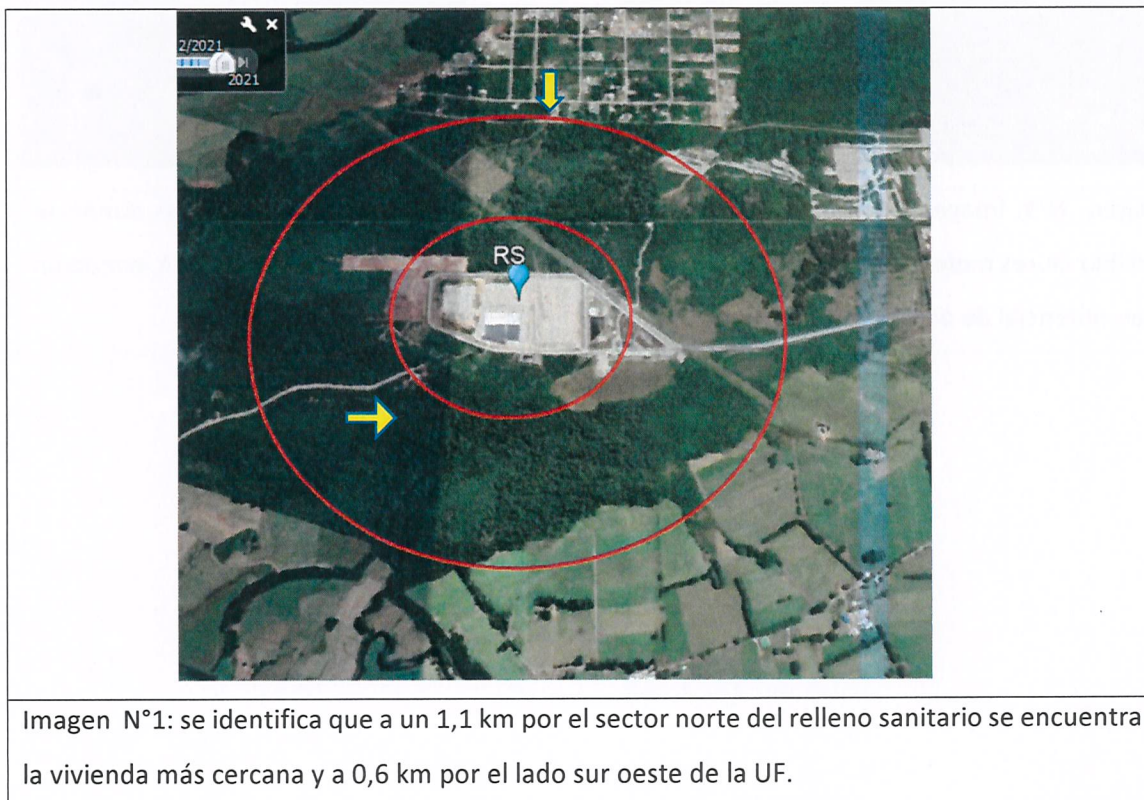 2/2021
2021
RS
Imagen N°1: se identifica que a un 1,1 km por el sector norte del relleno sanitario se encuentra
la vivienda más cercana y a 0,6 km por el lado sur oeste de la UF.